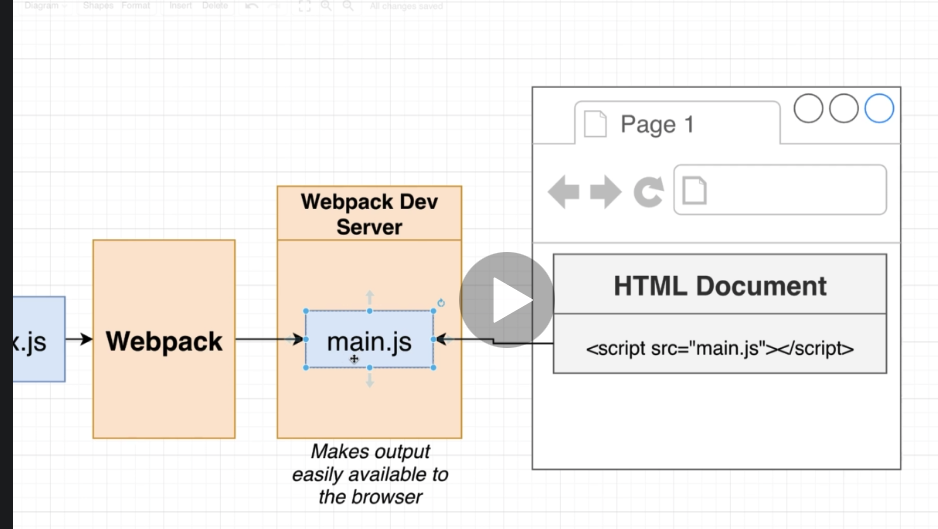 Diagram Shapes Format Insert Delete All changes saved
Page 1
Webpack Dev
Server
HTML Document
x.js
Webpack
main.js
<script src="main.js"></script>
Makes output
easily available to
the browser